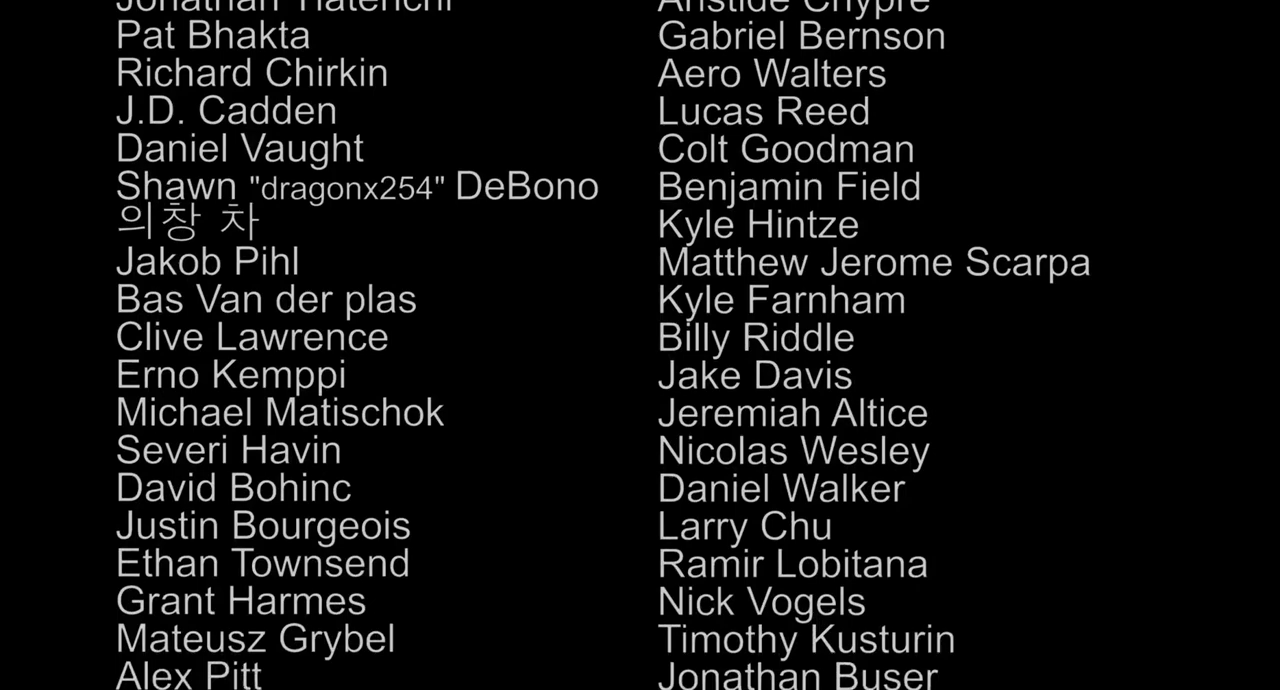 Pat Bhakta
Richard Chirkin
J.D. Cadden
Daniel Vaught
Shawn "dragonx254" DeBono
의창 차
Jakob Pihl
Bas Van der plas
Clive Lawrence
Erno Kemppi
Michael Matischok
Severi Havin
David Bohinc
Justin Bourgeois
Ethan Townsend
Grant Harmes
Mateusz Grybel
Alex Pitt
Gabriel Bernson
Aero Walters
Lucas Reed
Colt Goodman
Benjamin Field
Kyle Hintze
Matthew Jerome Scarpa
Kyle Farnham
Billy Riddle
Jake Davis
Jeremiah Altice
Nicolas Wesley
Daniel Walker
Larry Chu
Ramir Lobitana
Nick Vogels
Timothy Kusturin
Jonathan Buser